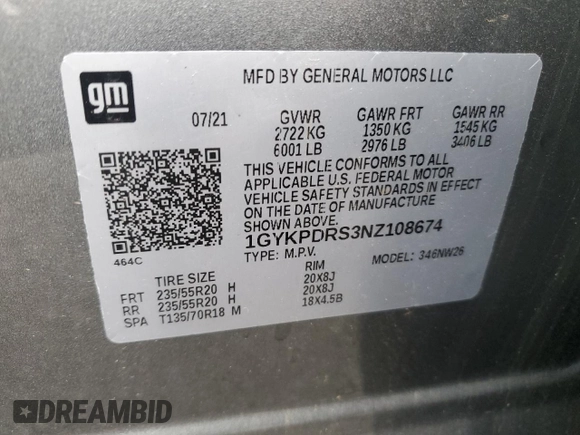 gm
MFD BY GENERAL MOTORS LLC
07/21 GVWR GAWR FRT GAWR RR
2722 KG 1350 KG 1545 KG
6001 LB 2976 LB 3406 LB
THIS VEHICLE CONFORMS TO ALL
APPLICABLE U.S. FEDERAL MOTOR
VEHICLE SAFETY STANDARDS IN EFFECT
ON THE DATE OF MANUFACTURE
SHOWN ABOVE.
1GYKPDRS3NZ108674
464C TYPE: M.P.V. MODEL: 346NW26
TIRE SIZE RIM
FRT 235/55R20 H 20X8J
RR 235/55R20 H 20X8J
SPA T135/70R18 M 18X4.5B
DREAMBID